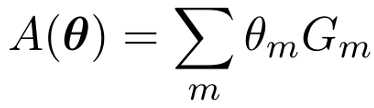 A(𝜽) = ∑_m θ_m G_m